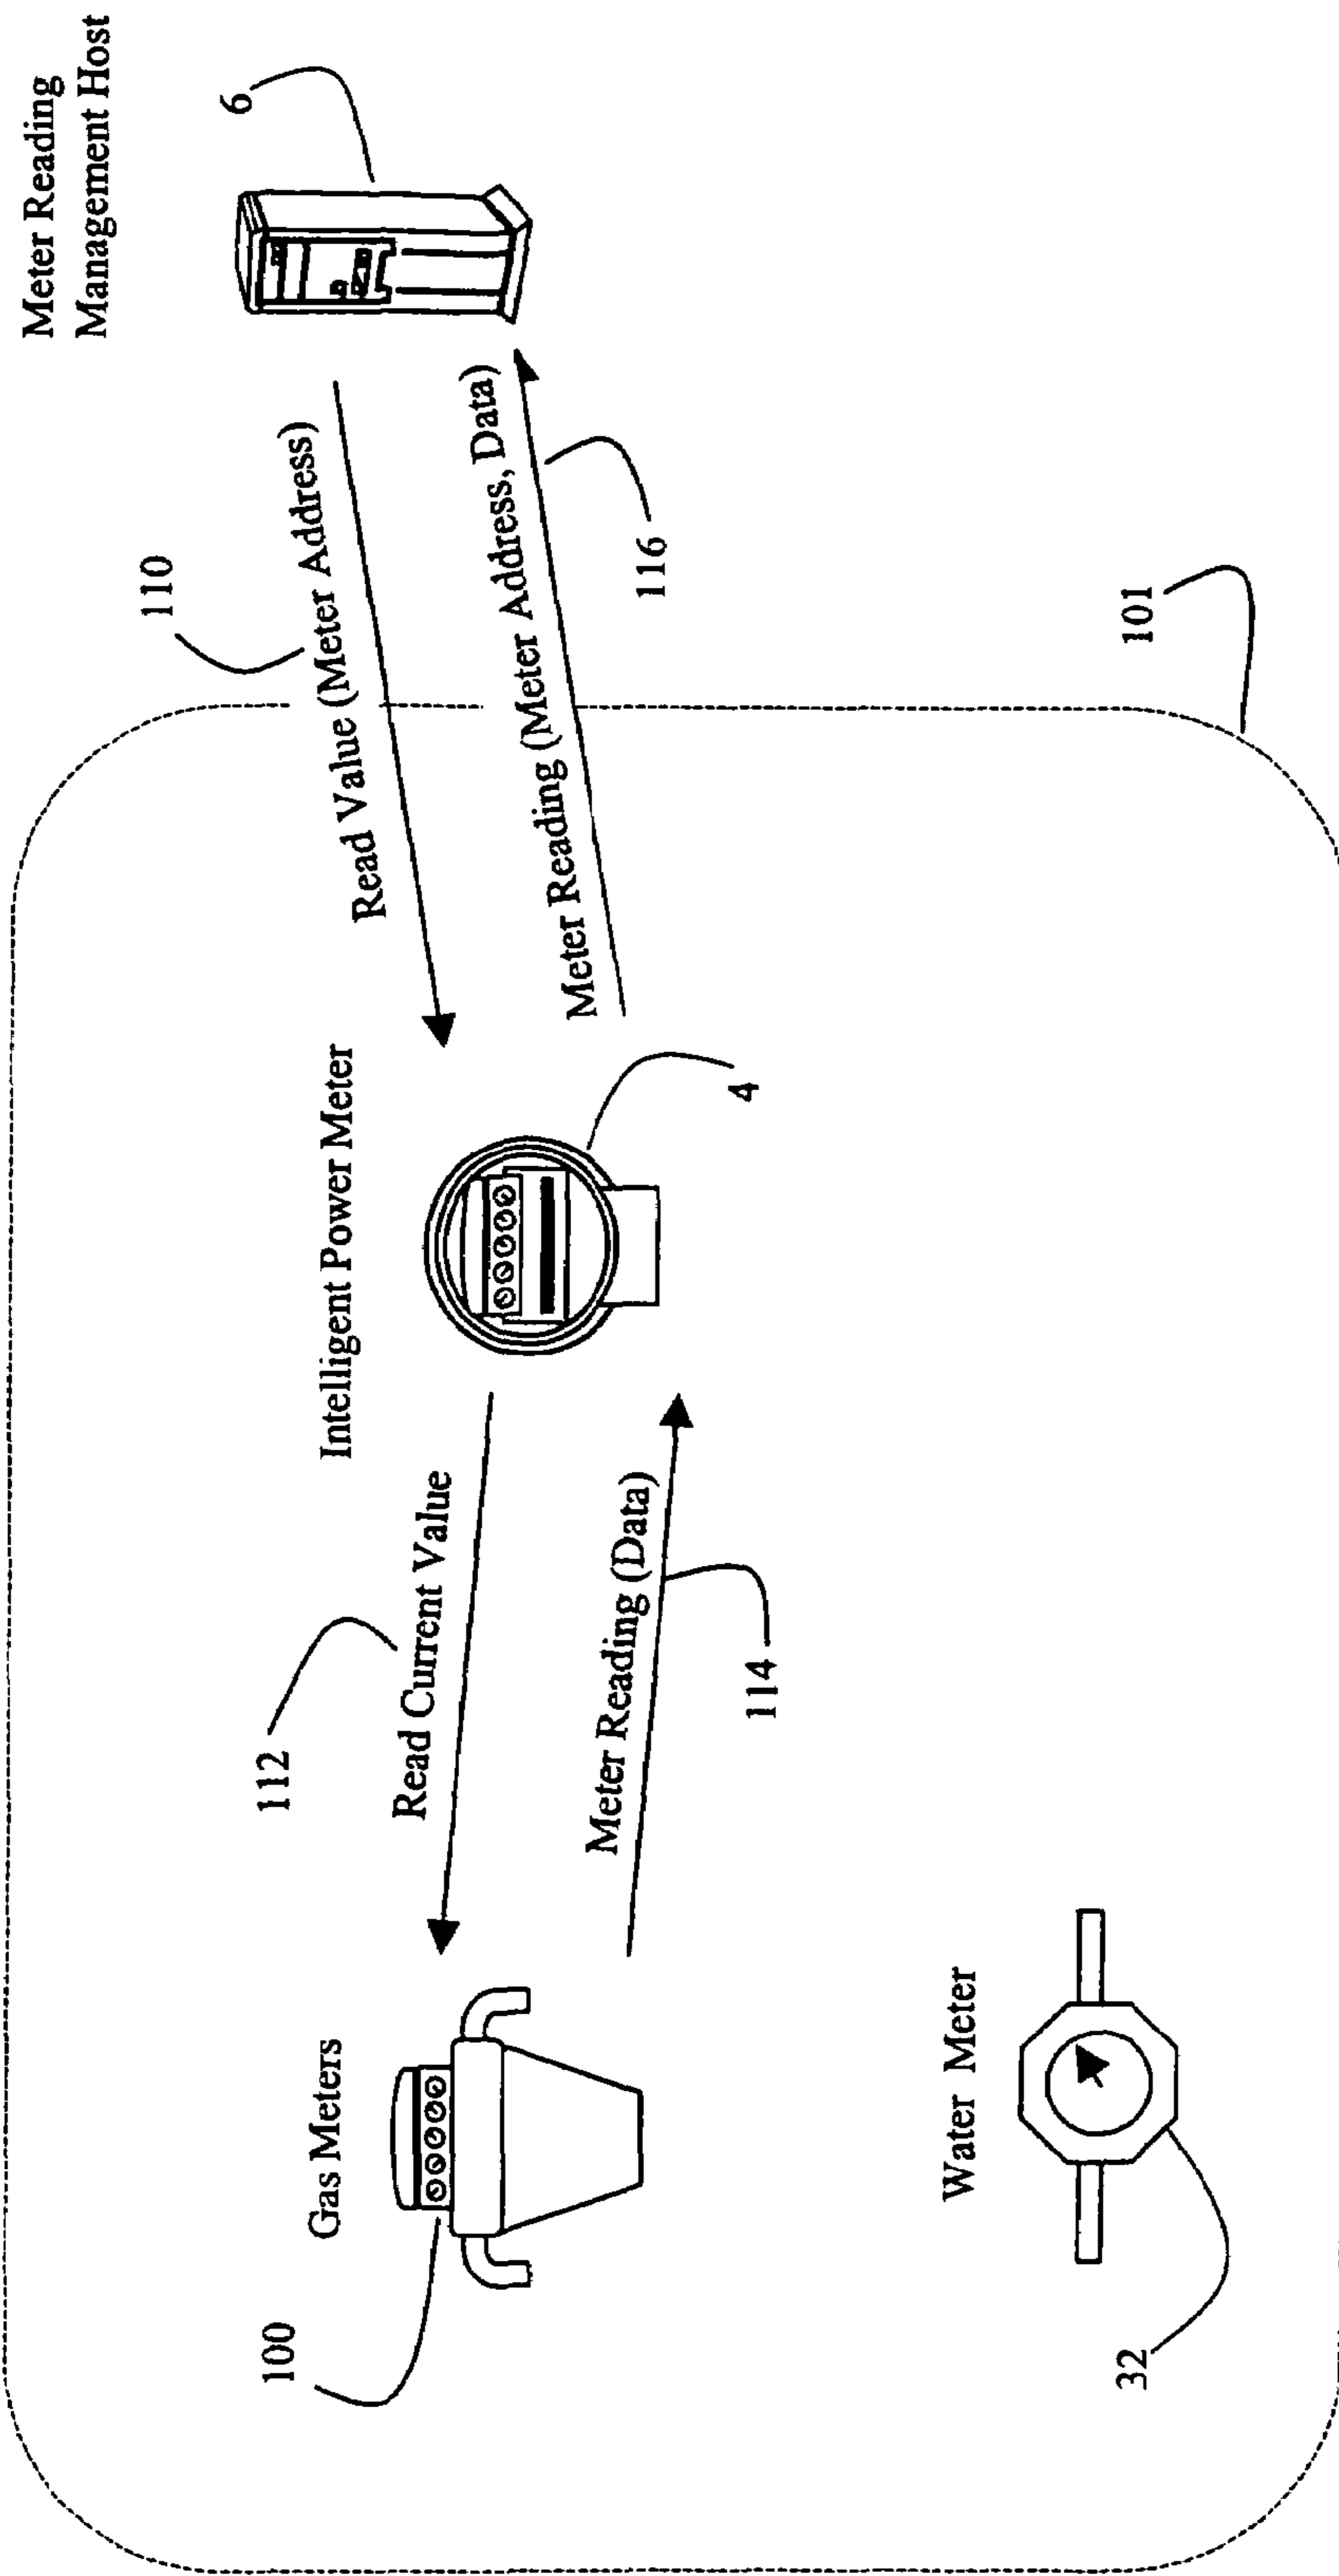 Meter Reading
Management Host
6
110
Read Value (Meter Address)
Meter Reading (Meter Address, Data)
116
101
Intelligent Power Meter
4
112
Read Current Value
Meter Reading (Data)
114
Gas Meters
100
Water Meter
32